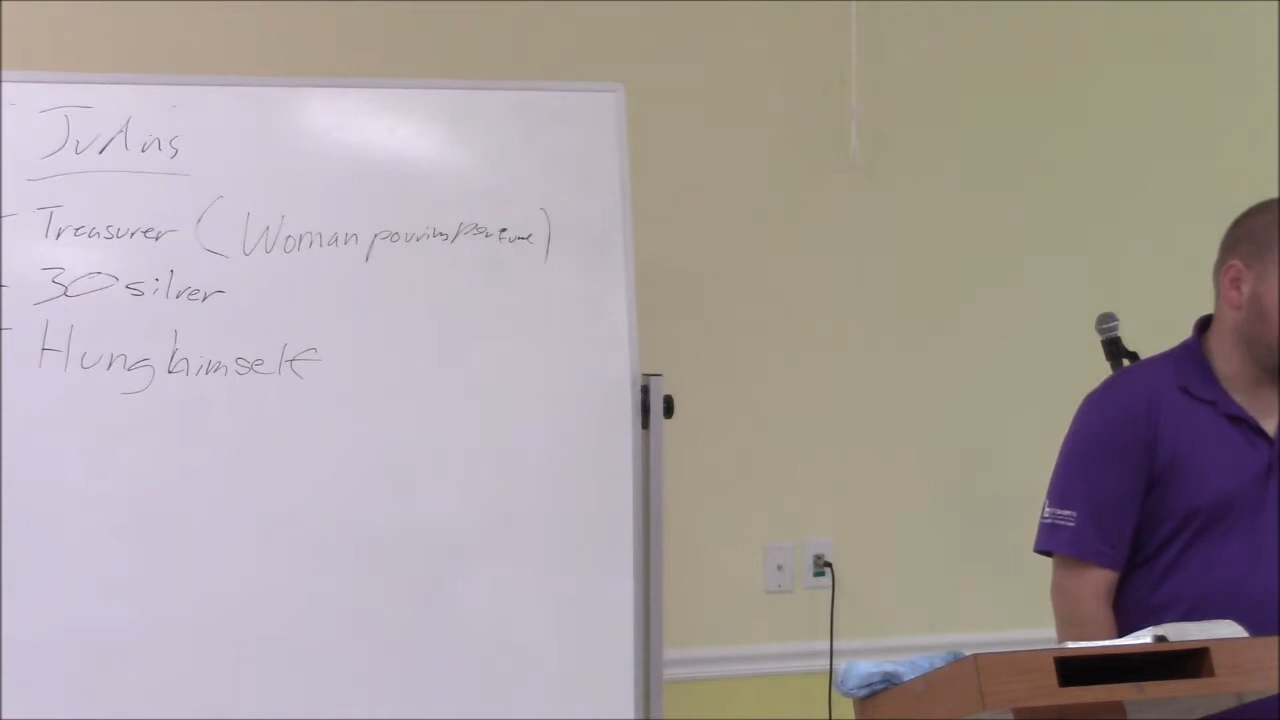 Judas
- Treasurer (Woman pouring perfume)
- 30 silver
- Hung himself